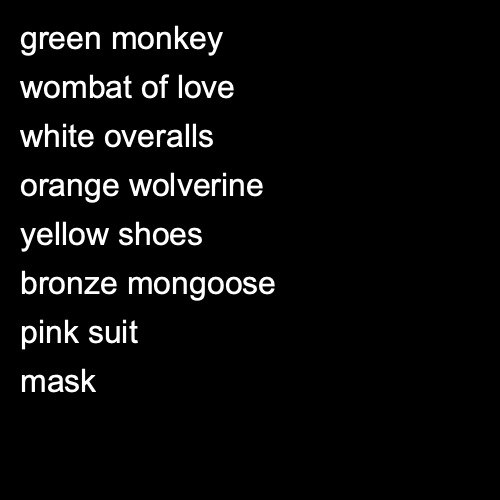 green monkey
wombat of love
white overalls
orange wolverine
yellow shoes
bronze mongoose
pink suit
mask